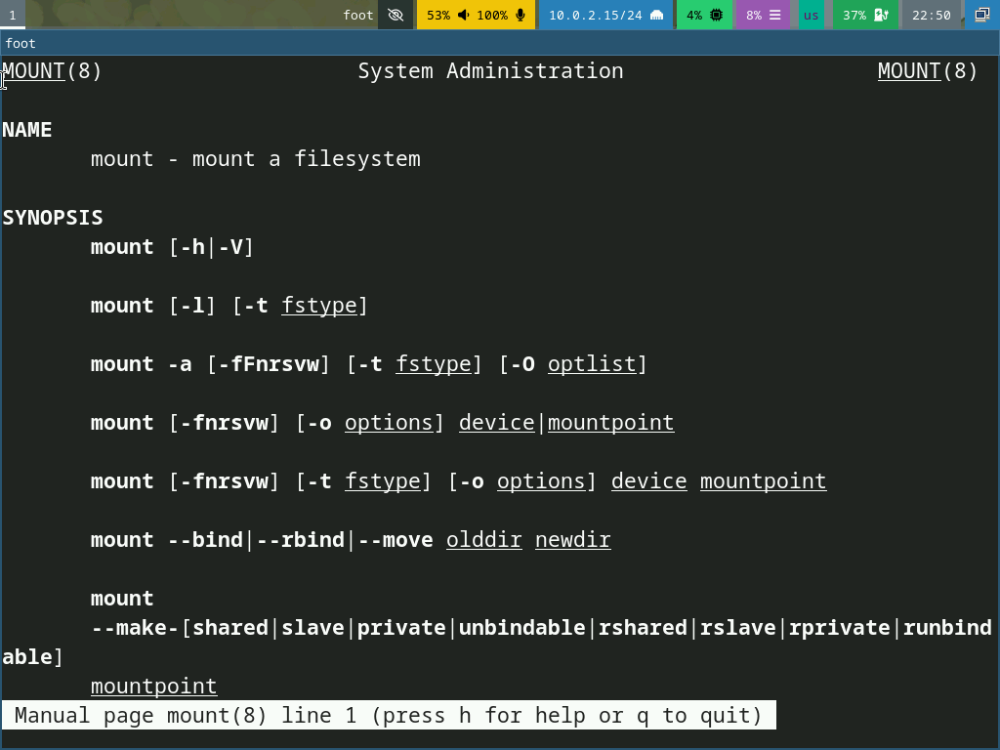 1 foot 53% 100% 10.0.2.15/24 4% 8% us 37% 22:50
foot
MOUNT(8) System Administration MOUNT(8)
NAME
mount - mount a filesystem
SYNOPSIS
mount [-h|-V]
mount [-l] [-t fstype]
mount -a [-fFnrsvw] [-t fstype] [-O optlist]
mount [-fnrsvw] [-o options] device|mountpoint
mount [-fnrsvw] [-t fstype] [-o options] device mountpoint
mount --bind|--rbind|--move olddir newdir
mount
--make-[shared|slave|private|unbindable|rshared|rslave|rprivate|runbind
able]
mountpoint
Manual page mount(8) line 1 (press h for help or q to quit)